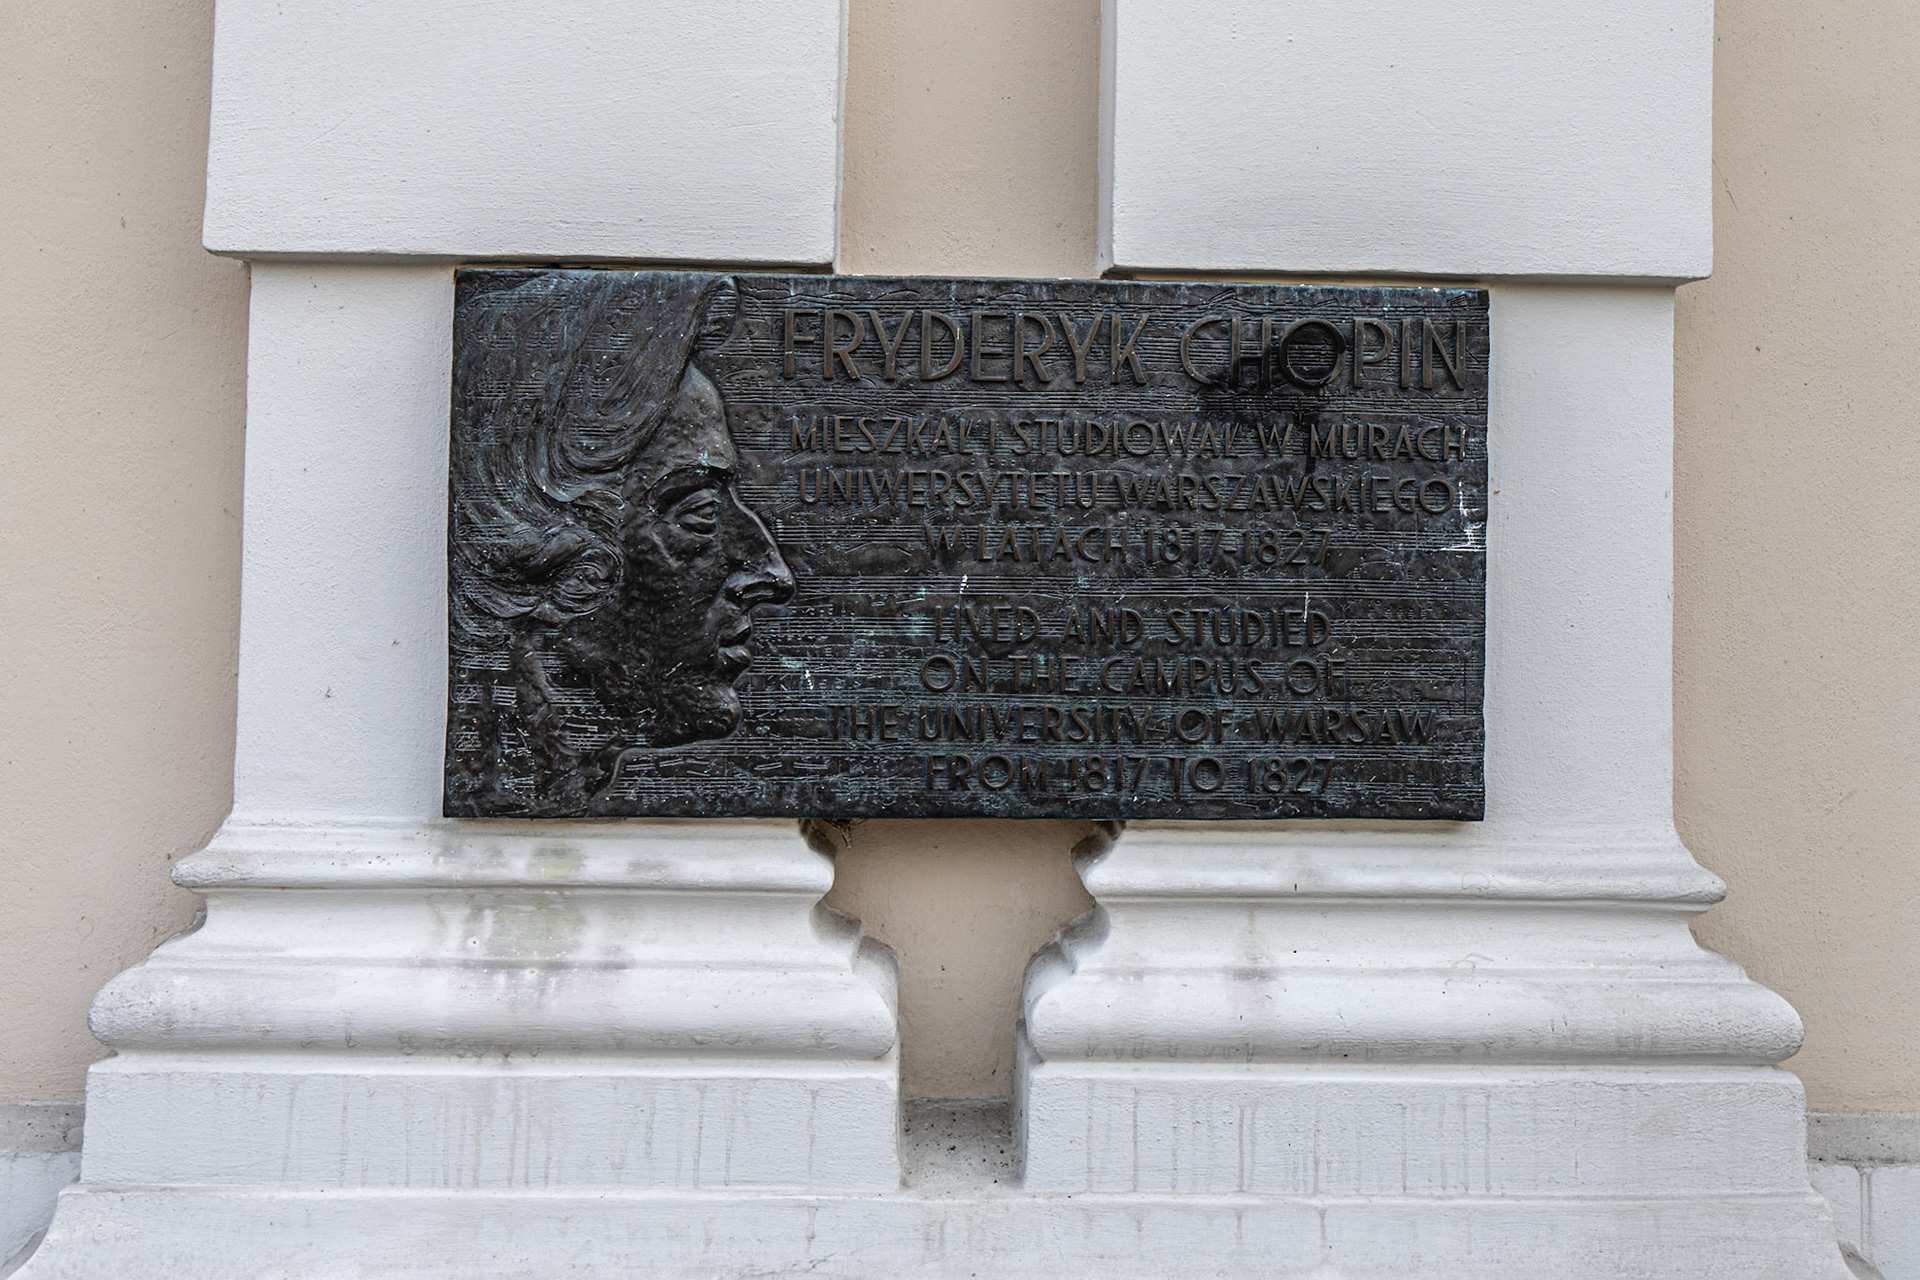 FRYDERYK CHOPIN
MIESZKAŁ I STUDIOWAŁ W MURACH
UNIWERSYTETU WARSZAWSKIEGO
W LATACH 1817-1827
LIVED AND STUDIED
ON THE CAMPUS OF
THE UNIVERSITY OF WARSAW
FROM 1817 TO 1827